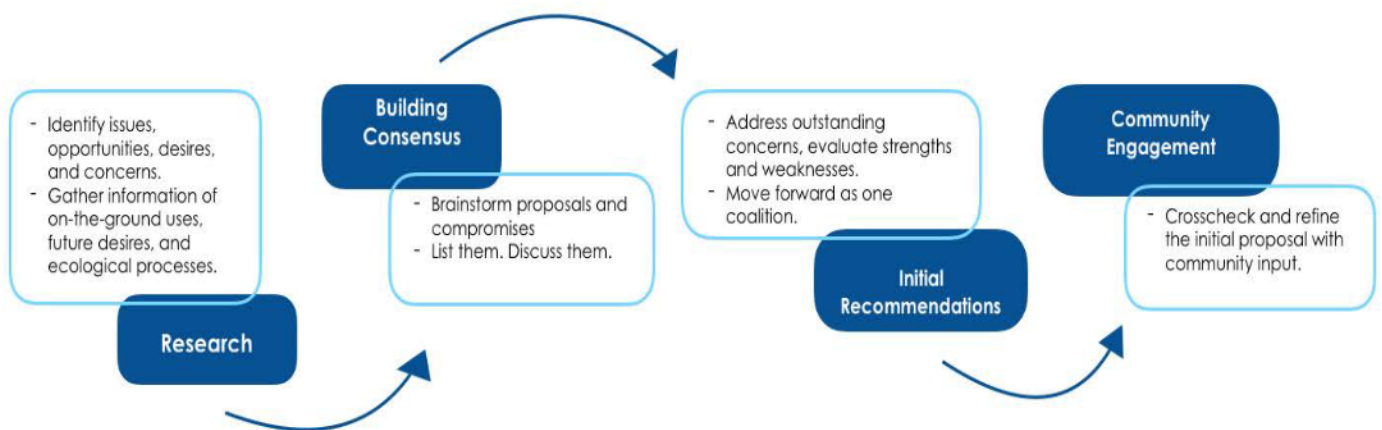 - Identify issues,
opportunities, desires,
and concerns.
- Gather information of
on-the-ground uses,
future desires, and
ecological processes.
Research
Building
Consensus
- Brainstorm proposals and
compromises
- List them. Discuss them.
- Address outstanding
concerns, evaluate strengths
and weaknesses.
- Move forward as one
coalition.
Initial
Recommendations
Community
Engagement
- Crosscheck and refine
the initial proposal with
community input.